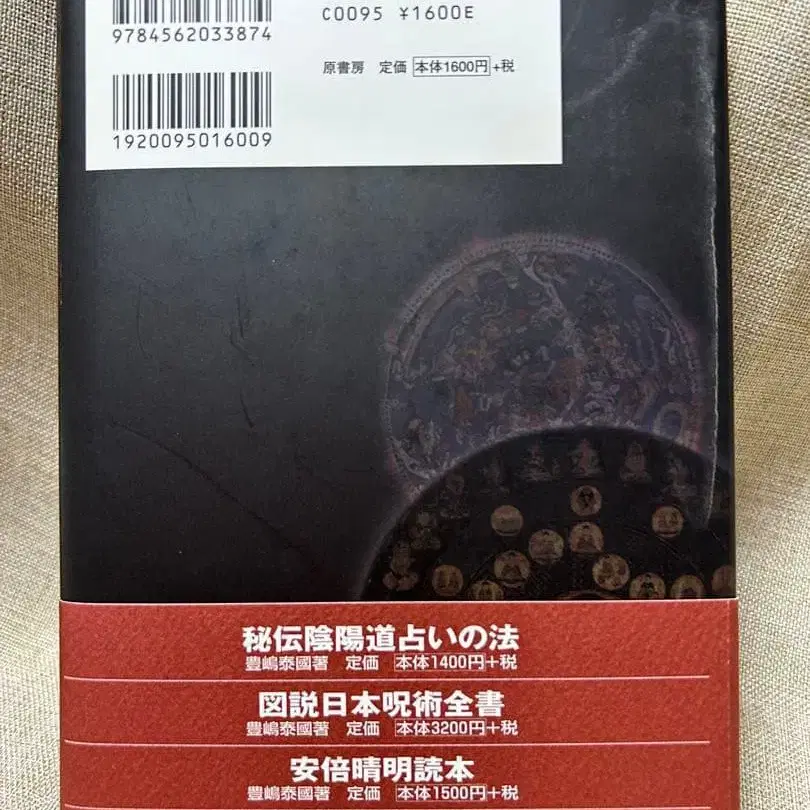 9784562033874
C0095 ¥1600E
原書房 定価 本体1600円+税
1920095016009
秘伝陰陽道占いの法
豊嶋泰國著 定価 本体1400円+税
図説日本呪術全書
豊嶋泰國著 定価 本体3200円+税
安倍晴明読本
豊嶋泰國著 定価 本体1500円+税